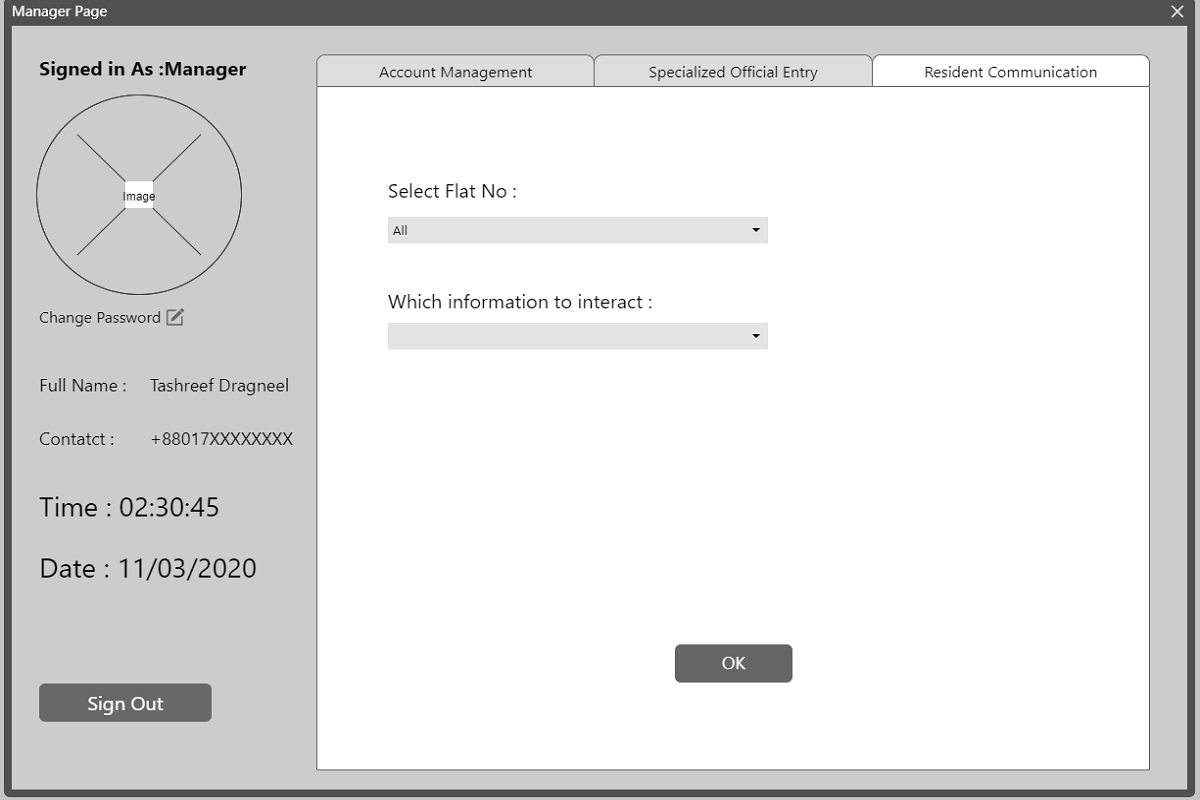 Manager Page
Signed in As :Manager
Image
Change Password
Full Name : Tashreef Dragneel
Contatct : +88017XXXXXXXX
Time : 02:30:45
Date : 11/03/2020
Sign Out
Account Management
Specialized Official Entry
Resident Communication
Select Flat No :
All
Which information to interact :
OK